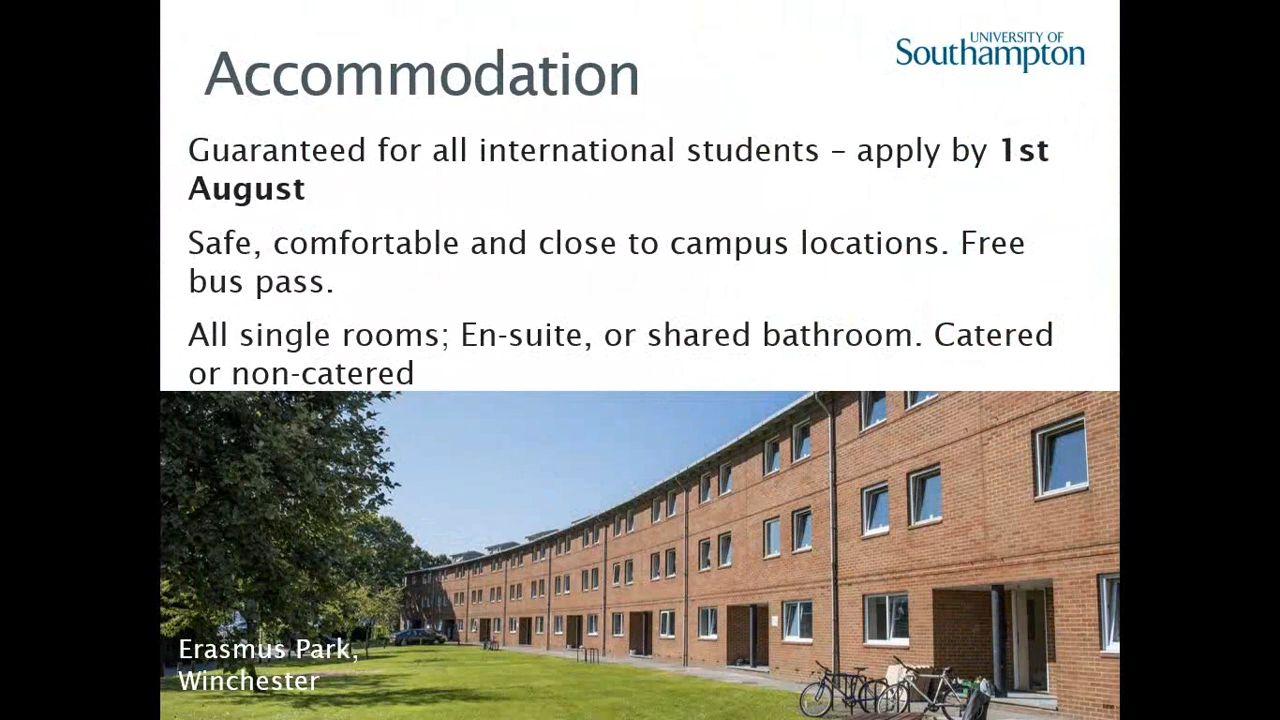 Accommodation
UNIVERSITY OF
Southampton
Guaranteed for all international students – apply by 1st
August
Safe, comfortable and close to campus locations. Free
bus pass.
All single rooms; En-suite, or shared bathroom. Catered
or non-catered
Erasmus Park,
Winchester